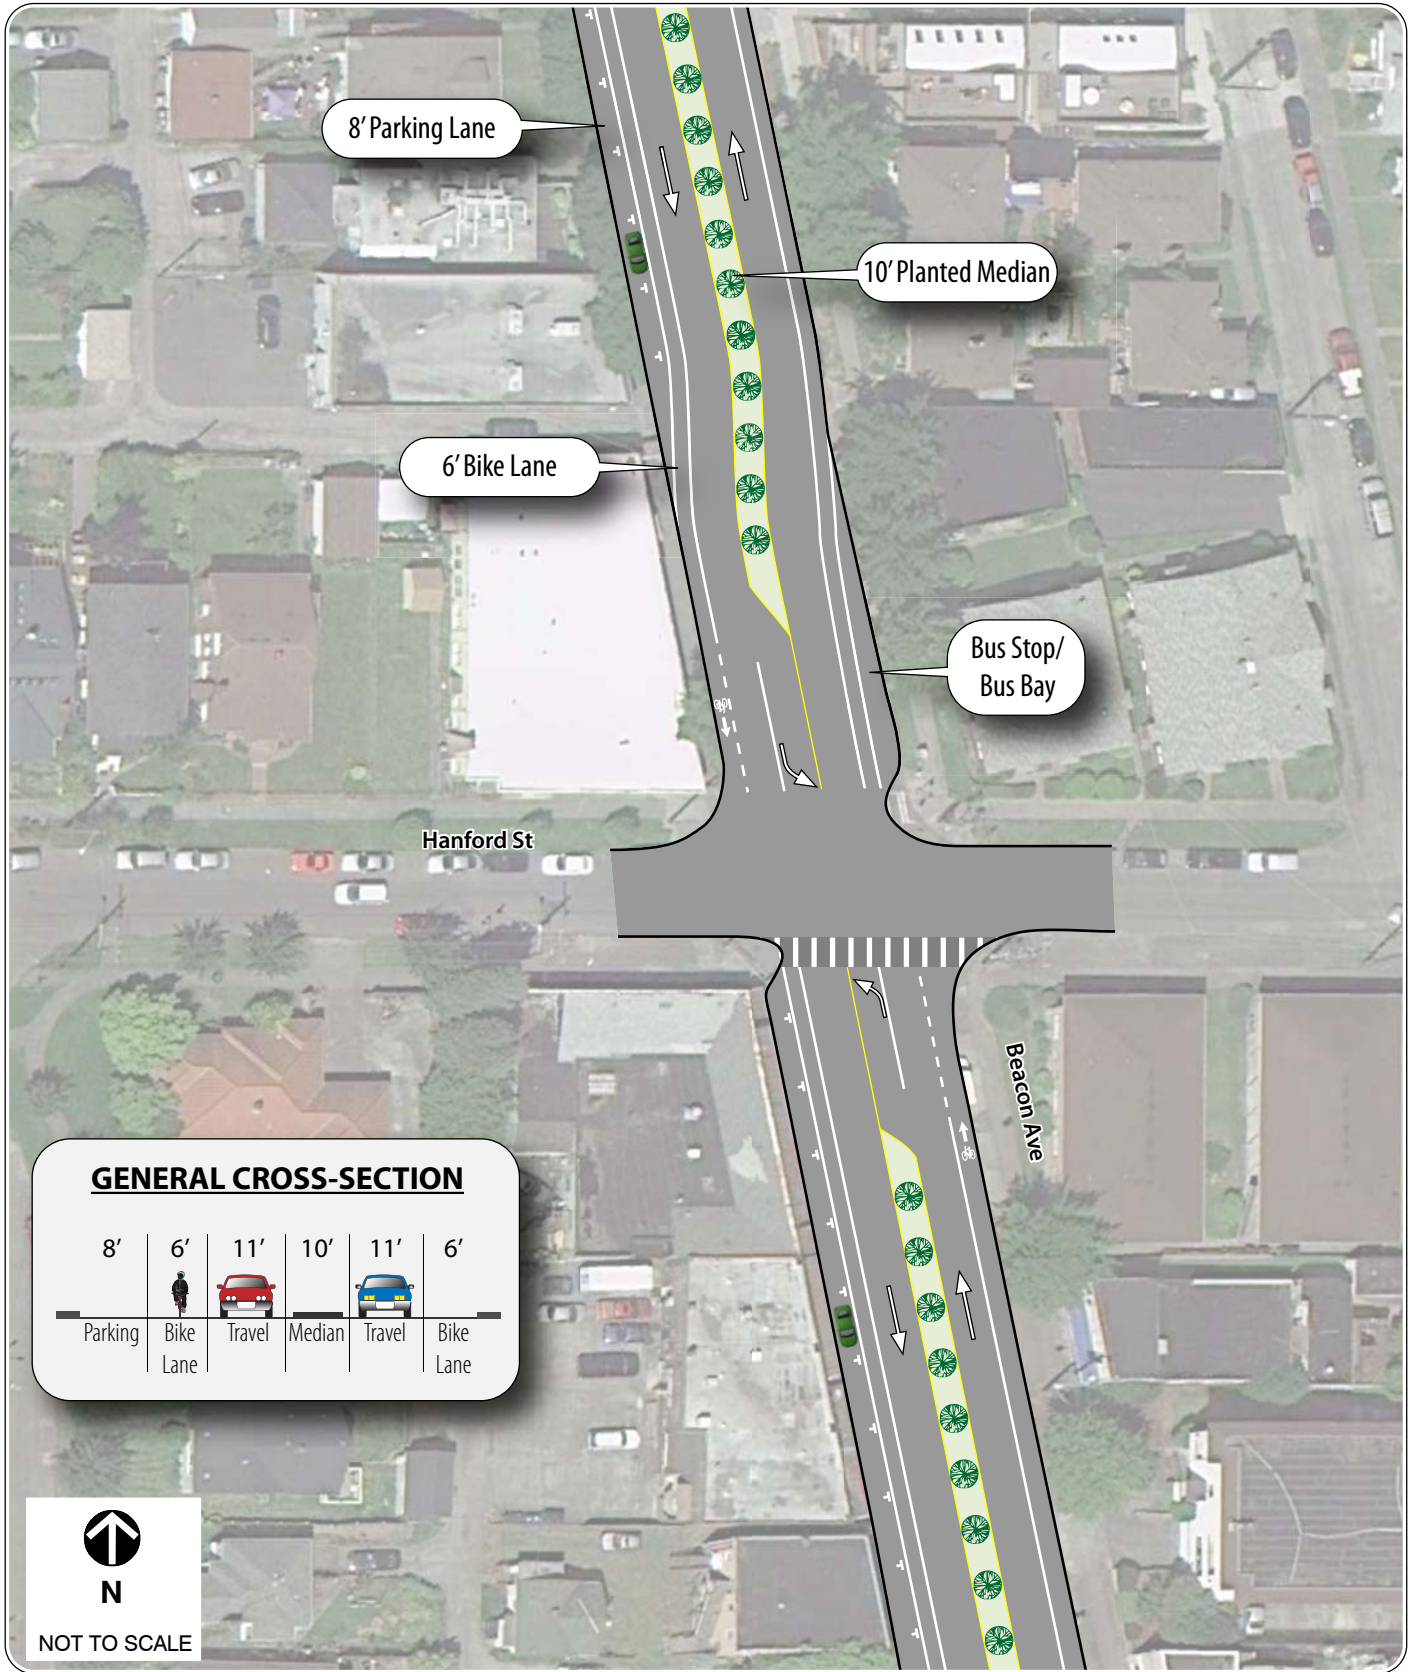 8’ Parking Lane
10’ Planted Median
6’ Bike Lane
Bus Stop/
Bus Bay
Hanford St
Beacon Ave
GENERAL CROSS-SECTION
8’ 6’ 11’ 10’ 11’ 6’
Parking Bike Travel Median Travel Bike
Lane Lane
N
NOT TO SCALE